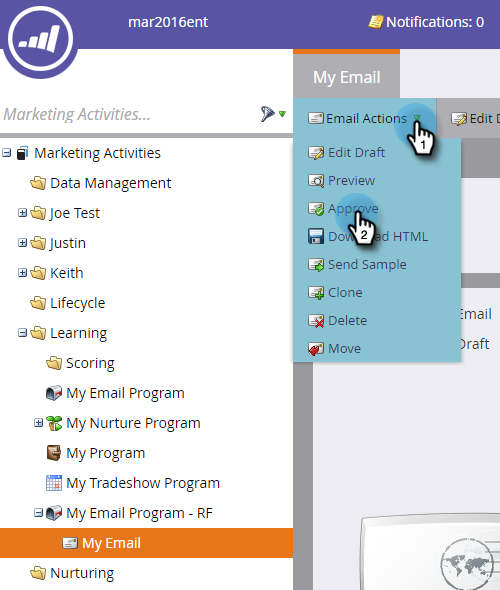 mar2016ent
Notifications: 0
My Email
Marketing Activities...
Email Actions
1
Edit Draft
Preview
Approve
2
HTML
Send Sample
Clone
Delete
Move
Marketing Activities
Data Management
Joe Test
Justin
Keith
Lifecycle
Learning
Scoring
My Email Program
My Nurture Program
My Program
My Tradeshow Program
My Email Program - RF
My Email
Nurturing
Edit
Email
Draft